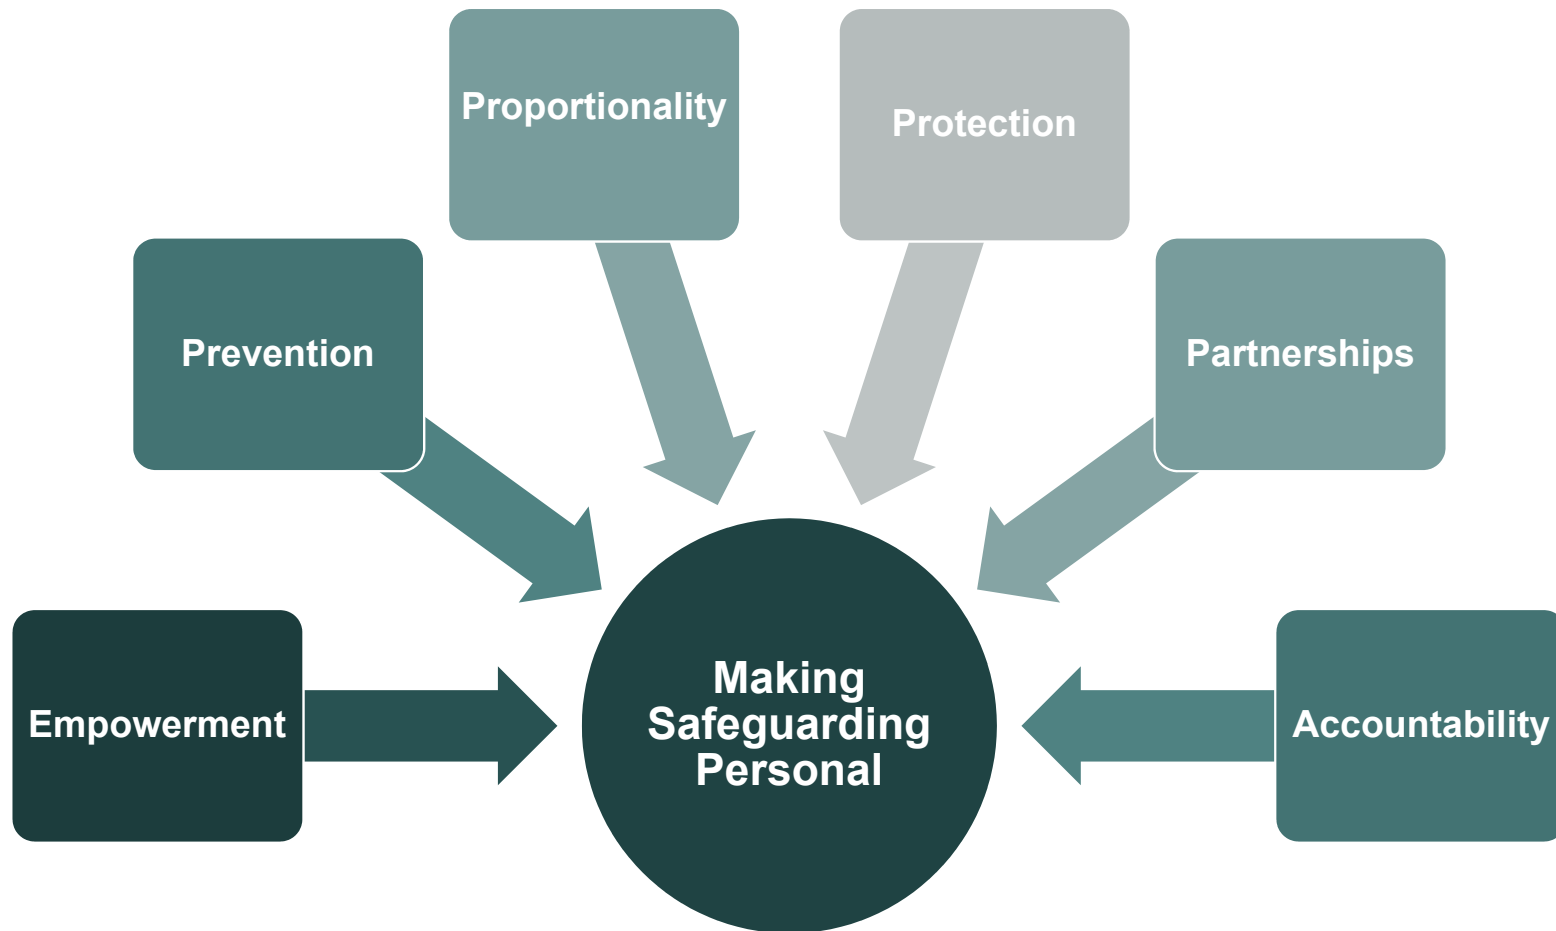 Proportionality
Protection
Prevention
Partnerships
Empowerment
Making
Safeguarding
Personal
Accountability